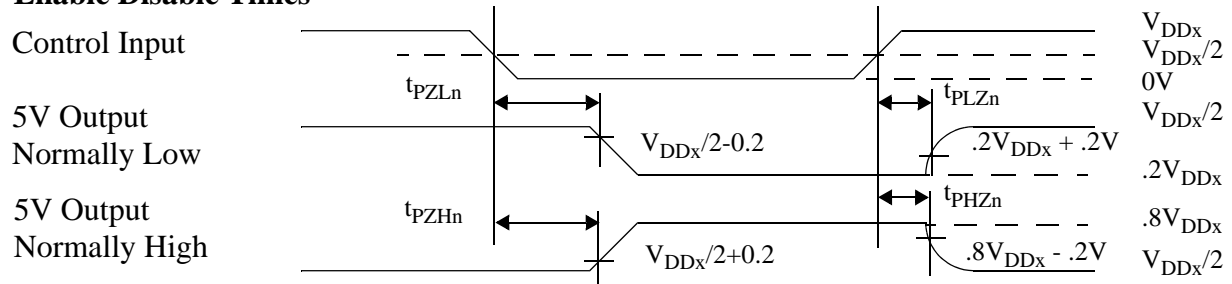 Enable Disable Times
Control Input
V_DDx
V_DDx/2
0V
t_PZLn
t_PLZn
5V Output
Normally Low
V_DDx/2-0.2
.2V_DDx + .2V
V_DDx/2
.2V_DDx
5V Output
Normally High
t_PZHn
t_PHZn
V_DDx/2+0.2
.8V_DDx - .2V
.8V_DDx
V_DDx/2